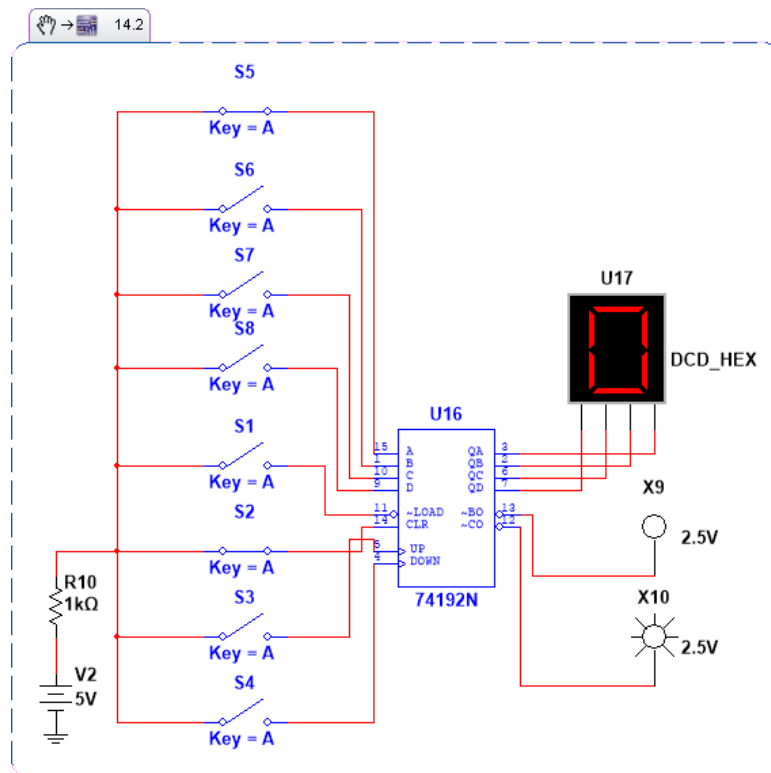 14.2
S5
Key = A
S6
Key = A
S7
Key = A
S8
Key = A
S1
Key = A
S2
Key = A
S3
Key = A
S4
Key = A
R10
1kΩ
V2
5V
U16
15 A QA 3
1 B QB 2
10 C QC 6
9 D QD 7
11 ~LOAD ~BO 13
14 CLR ~CO 12
5 UP
4 DOWN
74192N
U17
0
DCD_HEX
X9
2.5V
X10
2.5V